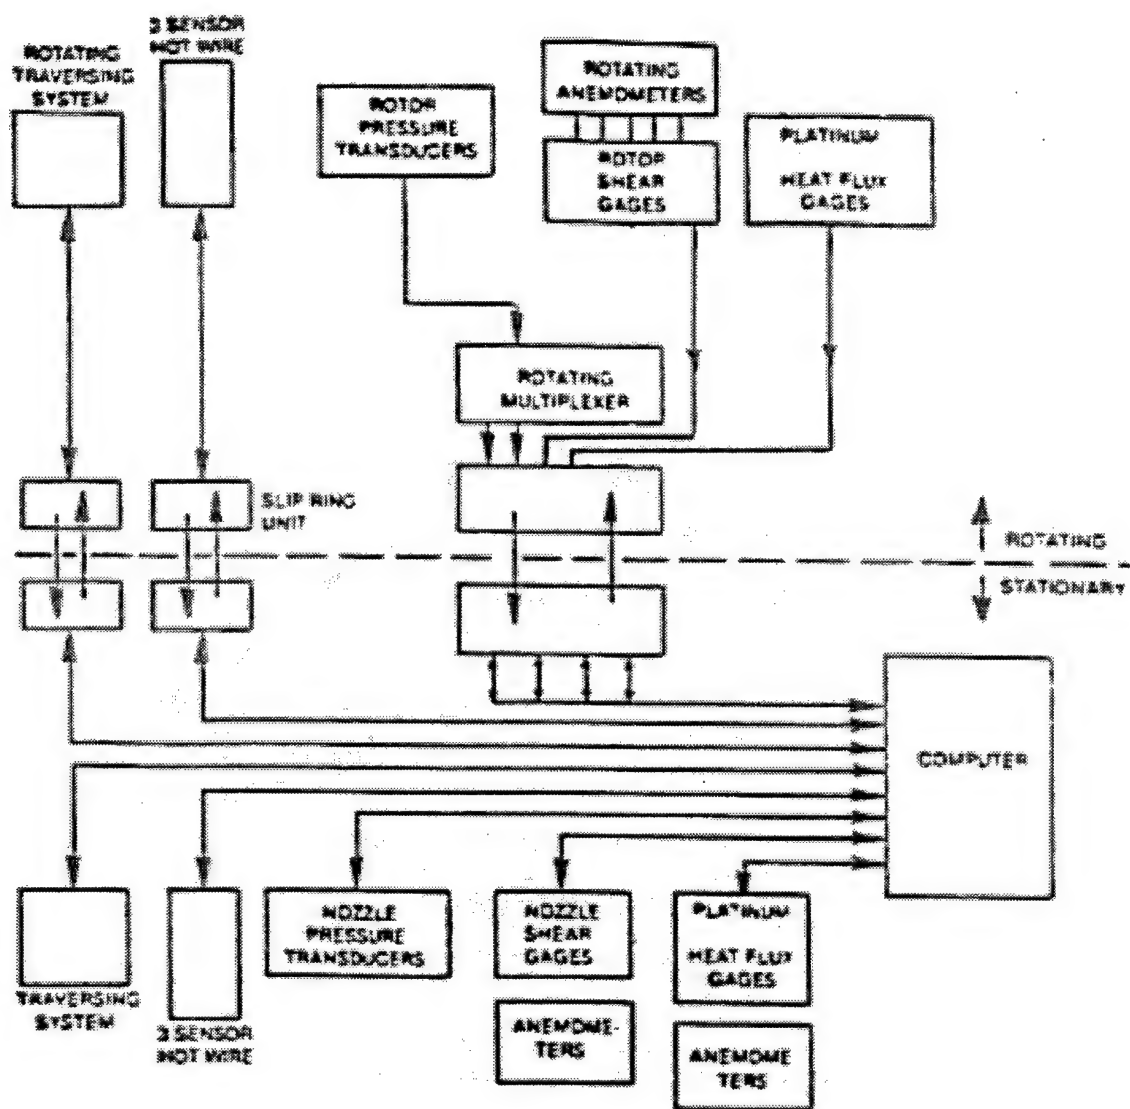 3 SENSOR
HOT WIRE
ROTATING
TRAVERSING
SYSTEM
ROTATING
ANEMOMETERS
ROTOR
PRESSURE
TRANSDUCERS
ROTOR
SHEAR
GAGES
PLATINUM
HEAT FLUX
GAGES
ROTATING
MULTIPLEXER
SLIP RING
UNIT
ROTATING
STATIONARY
COMPUTER
TRAVERSING
SYSTEM
3 SENSOR
HOT WIRE
NOZZLE
PRESSURE
TRANSDUCERS
NOZZLE
SHEAR
GAGES
ANEMOME-
TERS
PLATINUM
HEAT FLUX
GAGES
ANEMOME
TERS